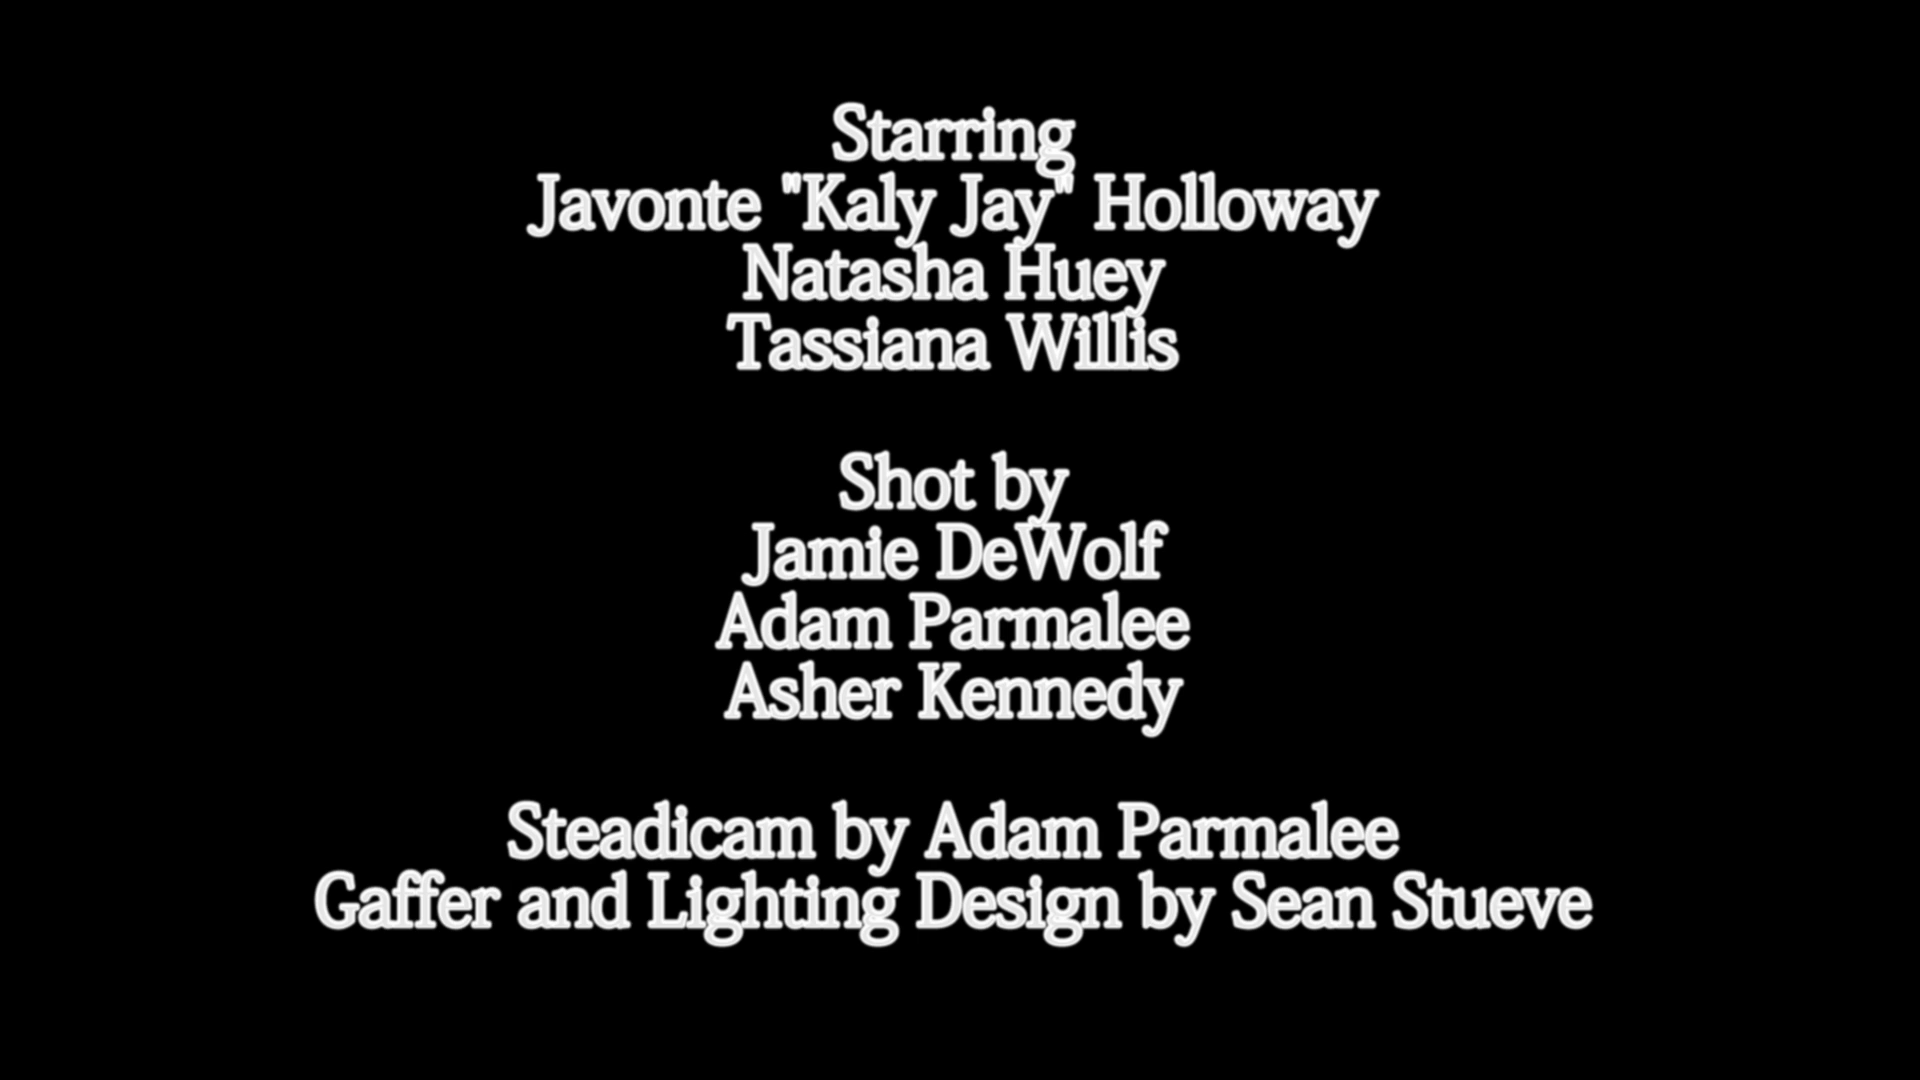 Starring
Javonte "Kaly Jay" Holloway
Natasha Huey
Tassiana Willis
Shot by
Jamie DeWolf
Adam Parmalee
Asher Kennedy
Steadicam by Adam Parmalee
Gaffer and Lighting Design by Sean Stueve